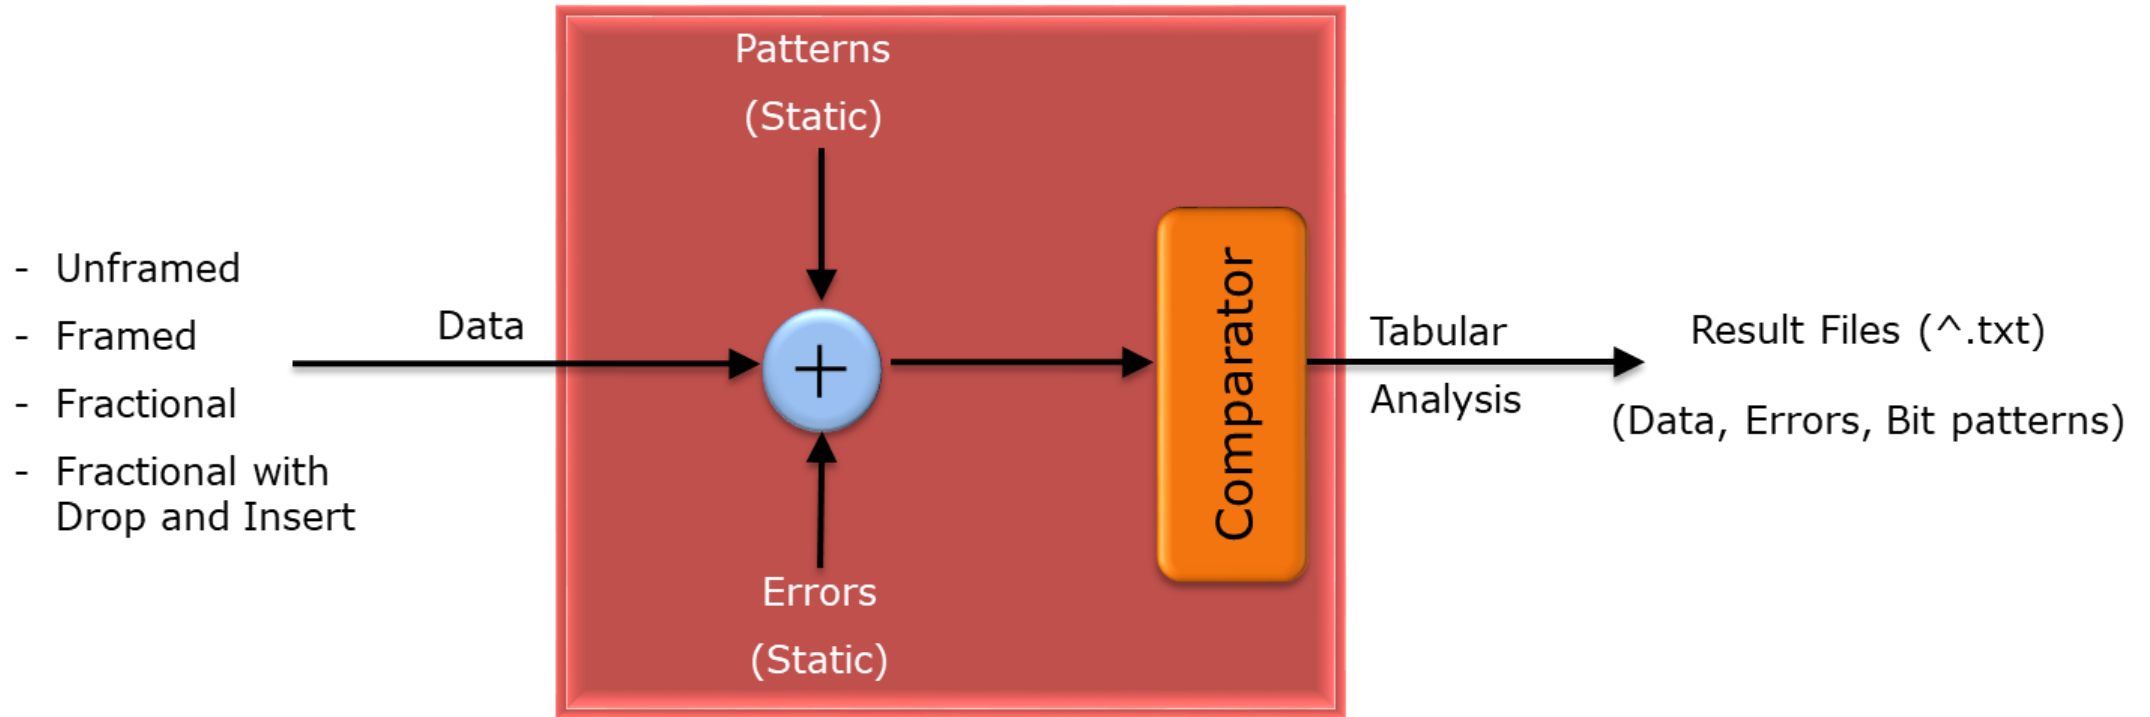 Patterns
(Static)
- Unframed
- Framed
- Fractional
- Fractional with
Drop and Insert
Data
+
Errors
(Static)
Comparator
Tabular
Analysis
Result Files (^.txt)
(Data, Errors, Bit patterns)